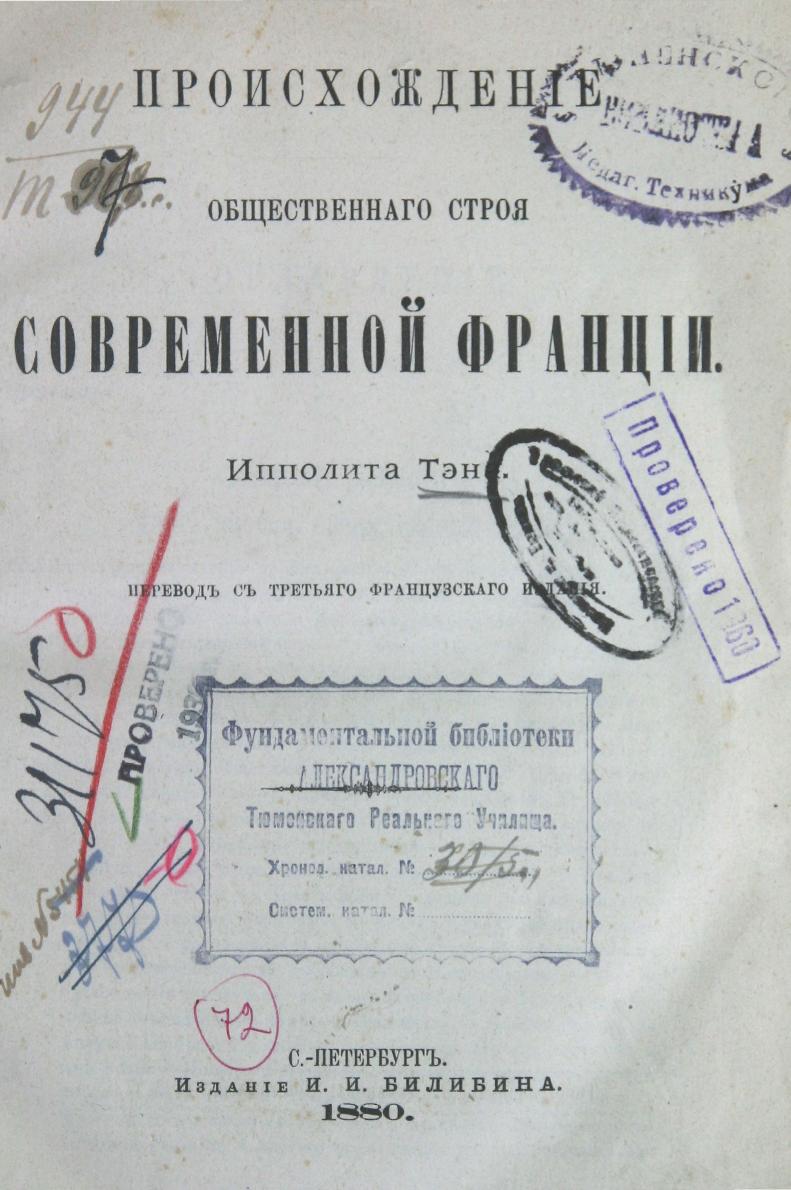 ПРОИСХОЖДЕНІЕ
944
ОБЩЕСТВЕННАГО СТРОЯ
Педаг. Техникума
СОВРЕМЕННОЙ ФРАНЦІИ.
Ипполита Тэна.
Проверено 1960
ПЕРЕВОДЪ СЪ ТРЕТЬЯГО ФРАНЦУЗСКАГО ИЗДАНІЯ.
31175
ПРОВЕРЕНО
Фундаментальной библіотеки
АЛЕКСАНДРОВСКАГО
Тюменскаго Реальнаго Училища.
Хронол. катал. №
Систем. катал. №
72
С.-ПЕТЕРБУРГЪ.
Изданіе И. И. БИЛИБИНА.
1880.